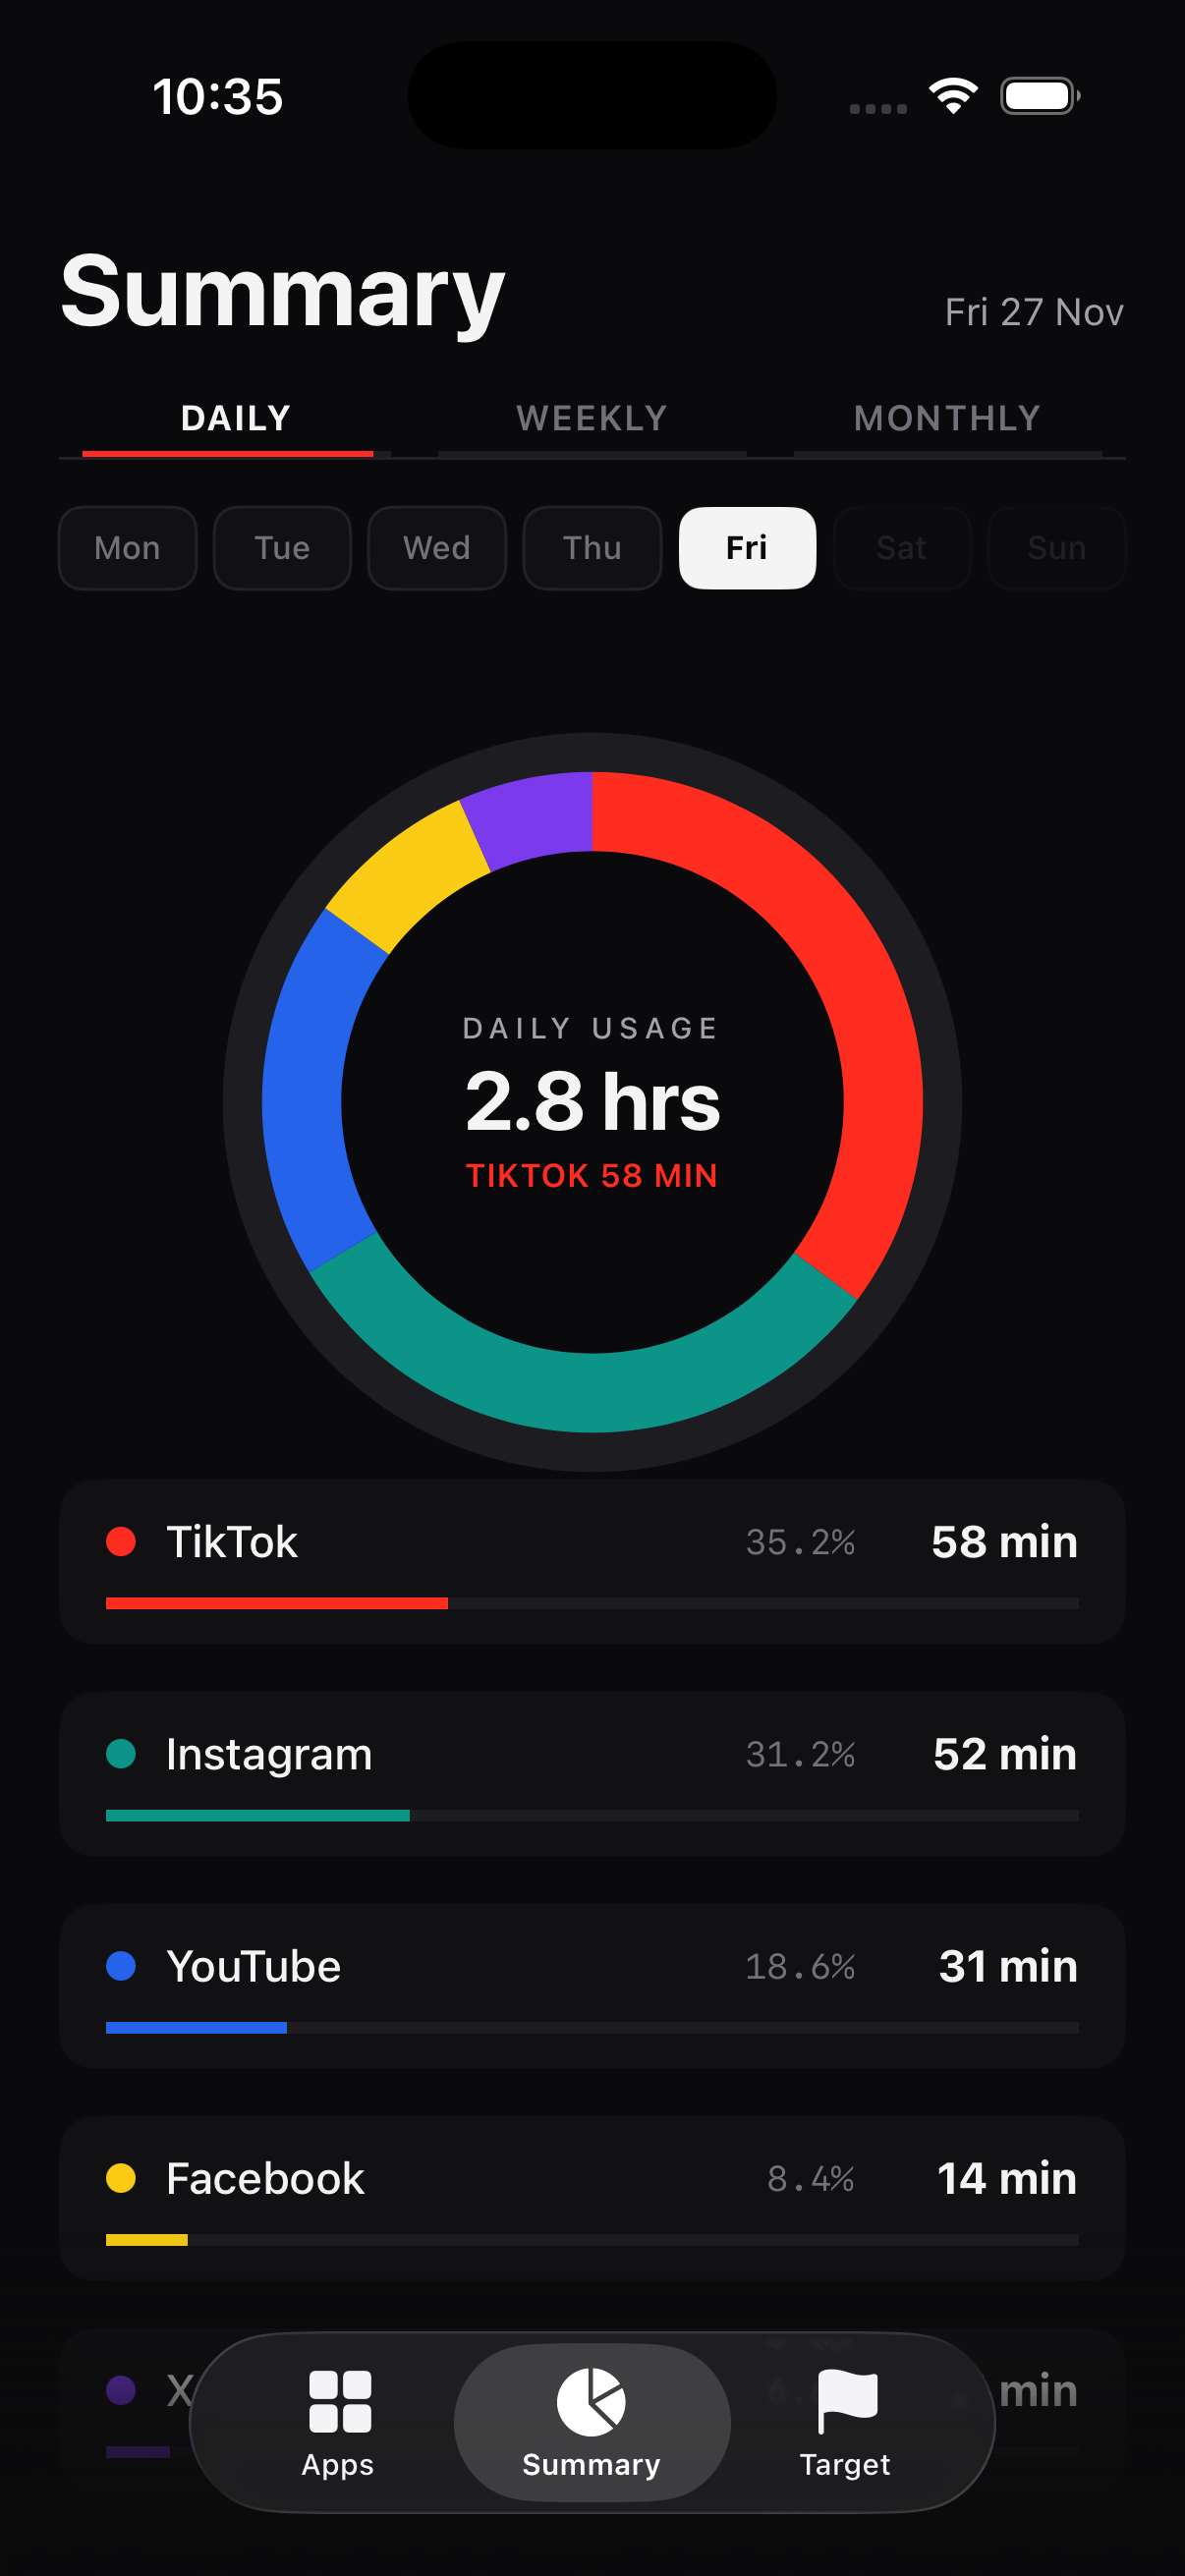 10:35
Summary
Fri 27 Nov
DAILY WEEKLY MONTHLY
Mon Tue Wed Thu Fri Sat Sun
DAILY USAGE
2.8 hrs
TIKTOK 58 MIN
TikTok 35.2% 58 min
Instagram 31.2% 52 min
YouTube 18.6% 31 min
Facebook 8.4% 14 min
X min
Apps Summary Target